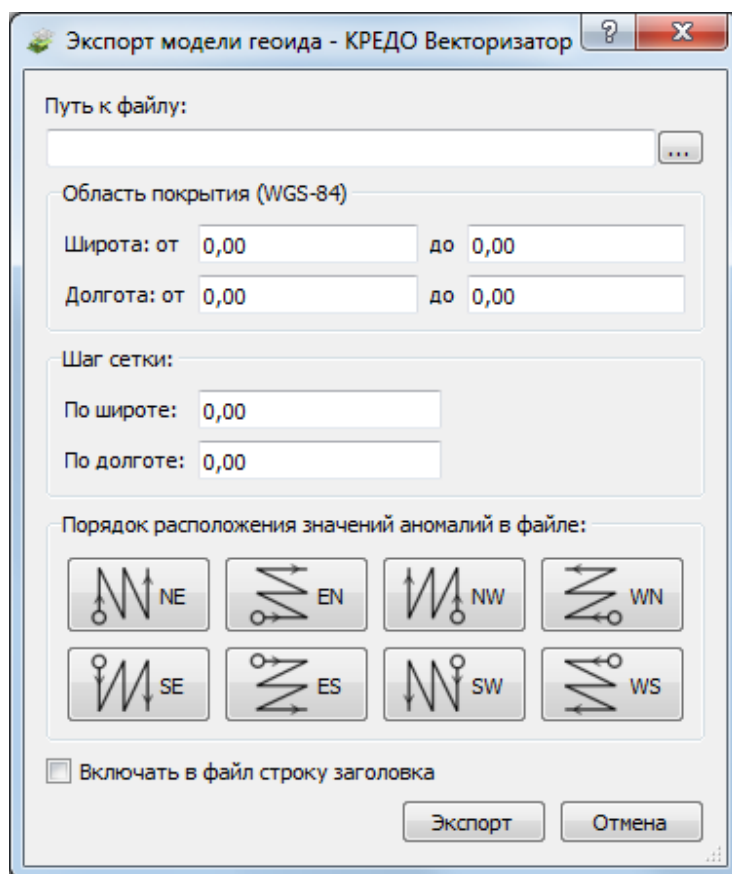 Экспорт модели геоида - КРЕДО Векторизатор
Путь к файлу:
...
Область покрытия (WGS-84)
Широта: от 0,00 до 0,00
Долгота: от 0,00 до 0,00
Шаг сетки:
По широте: 0,00
По долготе: 0,00
Порядок расположения значений аномалий в файле:
NE EN NW WN
SE ES SW WS
Включать в файл строку заголовка
Экспорт Отмена